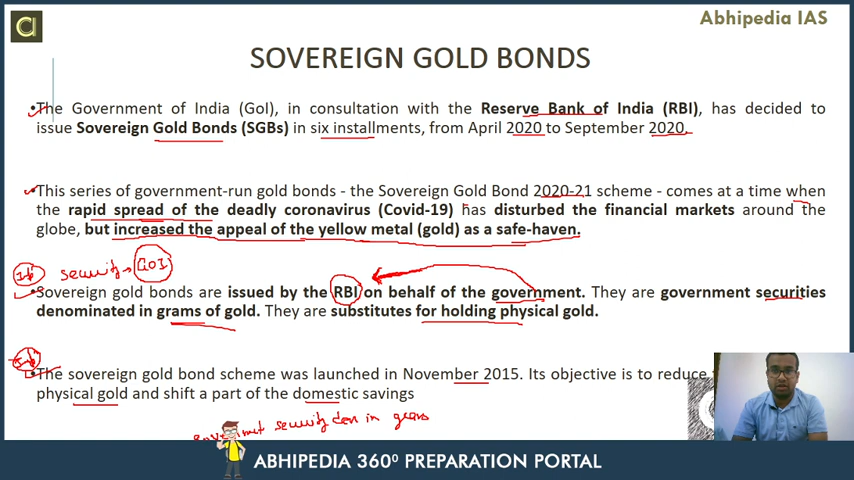 Abhipedia IAS
SOVEREIGN GOLD BONDS
•The Government of India (GoI), in consultation with the Reserve Bank of India (RBI), has decided to
issue Sovereign Gold Bonds (SGBs) in six installments, from April 2020 to September 2020.
•This series of government-run gold bonds - the Sovereign Gold Bond 2020-21 scheme - comes at a time when
the rapid spread of the deadly coronavirus (Covid-19) has disturbed the financial markets around the
globe, but increased the appeal of the yellow metal (gold) as a safe-haven.
security → GOI
•Sovereign gold bonds are issued by the RBI on behalf of the government. They are government securities
denominated in grams of gold. They are substitutes for holding physical gold.
•The sovereign gold bond scheme was launched in November 2015. Its objective is to reduce
physical gold and shift a part of the domestic savings
security den in grams
ABHIPEDIA 360⁰ PREPARATION PORTAL